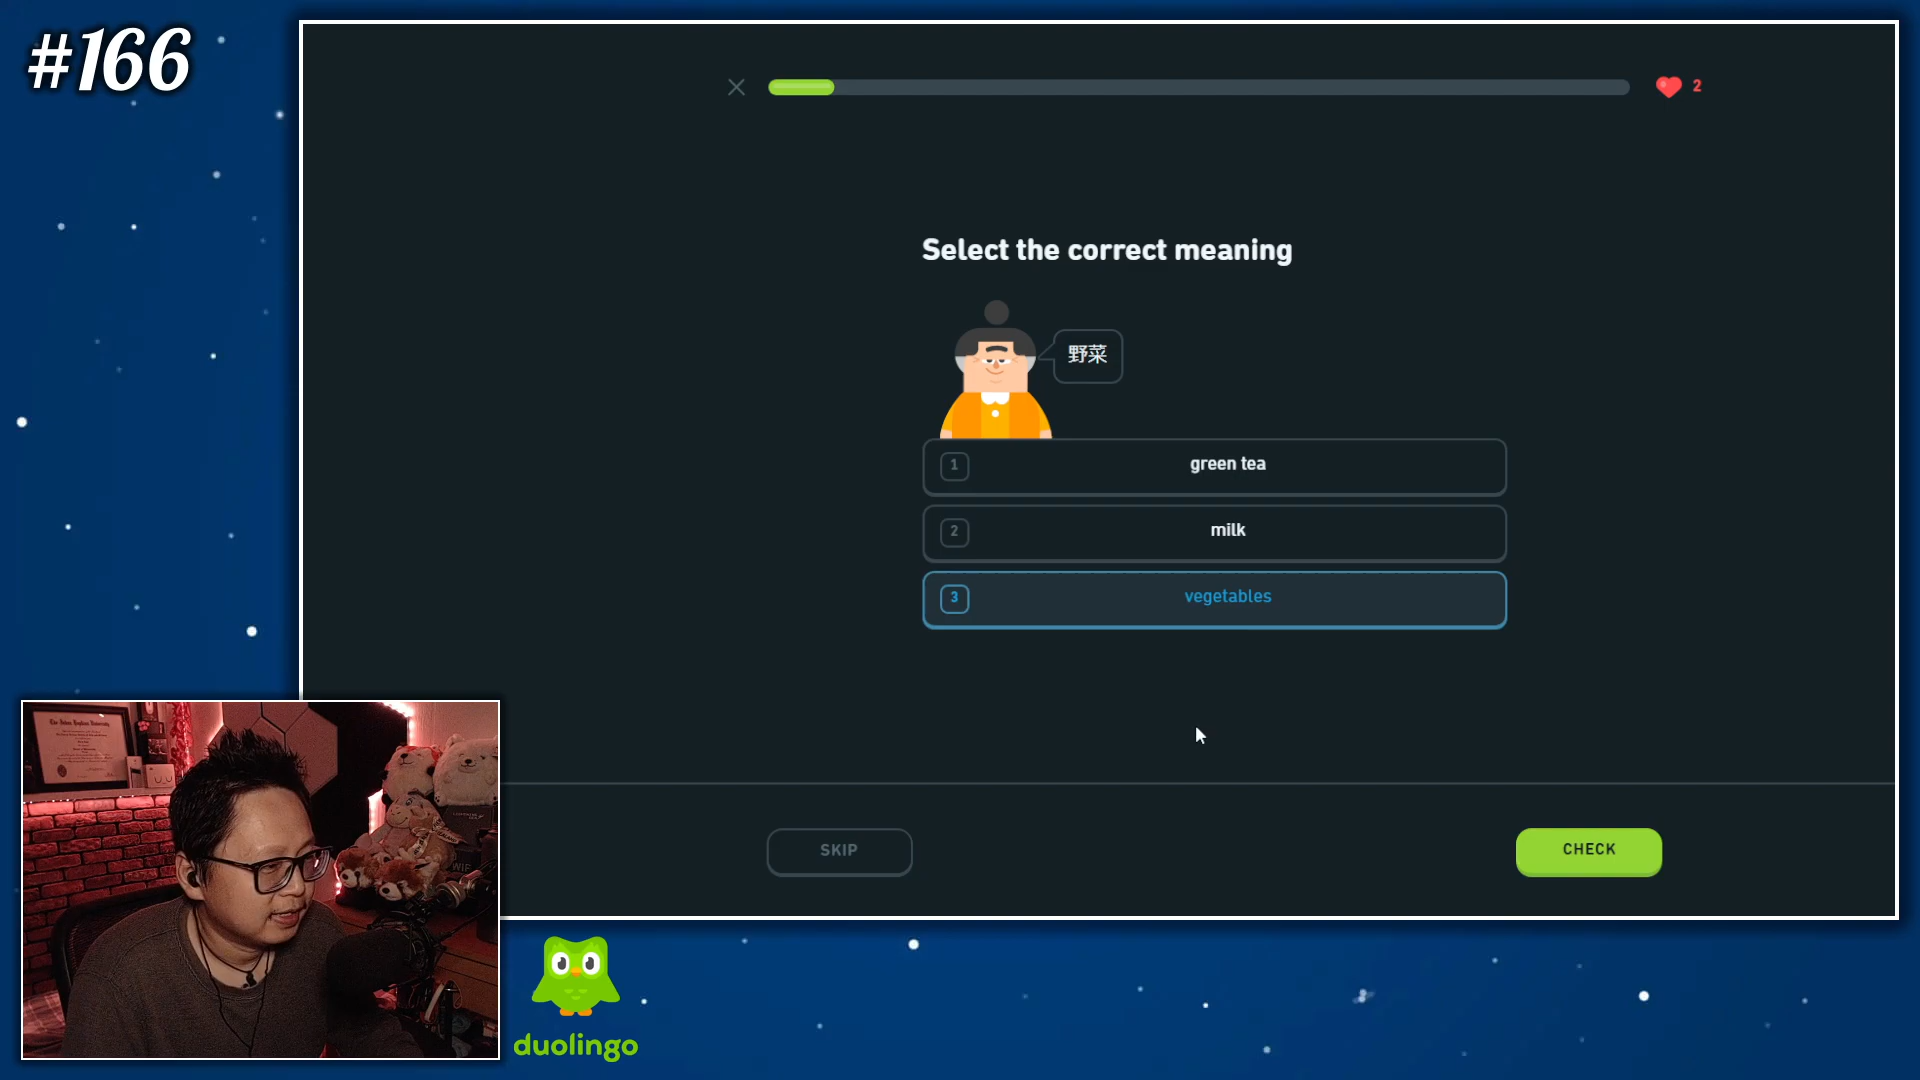 #166
2
Select the correct meaning
野菜
1
green tea
2
milk
3
vegetables
SKIP
CHECK
duolingo